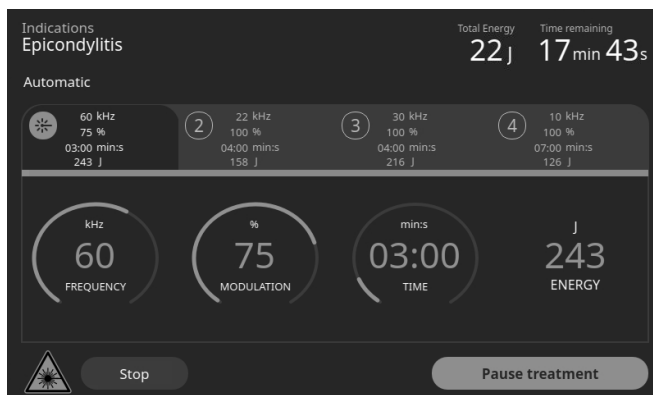 Indications
Epicondylitis
Total Energy
22 J
Time remaining
17 min 43 s
Automatic
60 kHz
75 %
03:00 min:s
243 J
2
22 kHz
100 %
04:00 min:s
158 J
3
30 kHz
100 %
04:00 min:s
216 J
4
10 kHz
100 %
07:00 min:s
126 J
kHz
60
FREQUENCY
%
75
MODULATION
min:s
03:00
TIME
J
243
ENERGY
Stop
Pause treatment